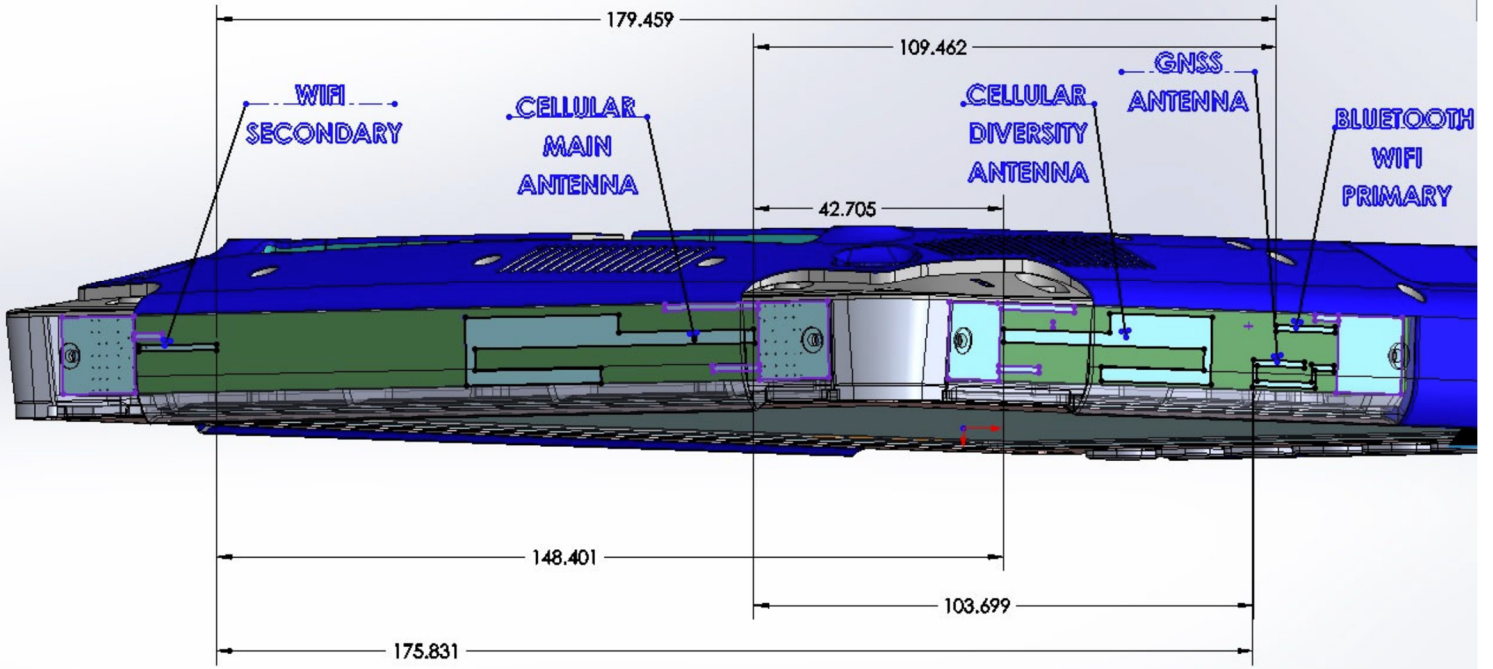 179.459
109.462
GNSS
ANTENNA
WIFI
SECONDARY
CELLULAR
MAIN
ANTENNA
CELLULAR
DIVERSITY
ANTENNA
BLUETOOTH
WIFI
PRIMARY
42.705
148.401
103.699
175.831